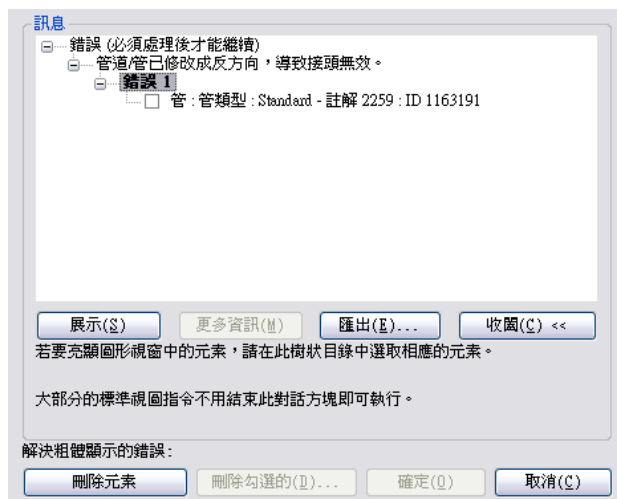 訊息
錯誤 (必須處理後才能繼續)
管道/管已修改成反方向，導致接頭無效。
錯誤 1
管 : 管類型 : Standard - 註解 2259 : ID 1163191
展示(S)
更多資訊(M)
匯出(E)...
收闔(C) <<
若要亮顯圖形視窗中的元素，請在此樹狀目錄中選取相應的元素。
大部分的標準視圖指令不用結束此對話方塊即可執行。
解決粗體顯示的錯誤:
刪除元素
刪除勾選的(D)...
確定(O)
取消(C)